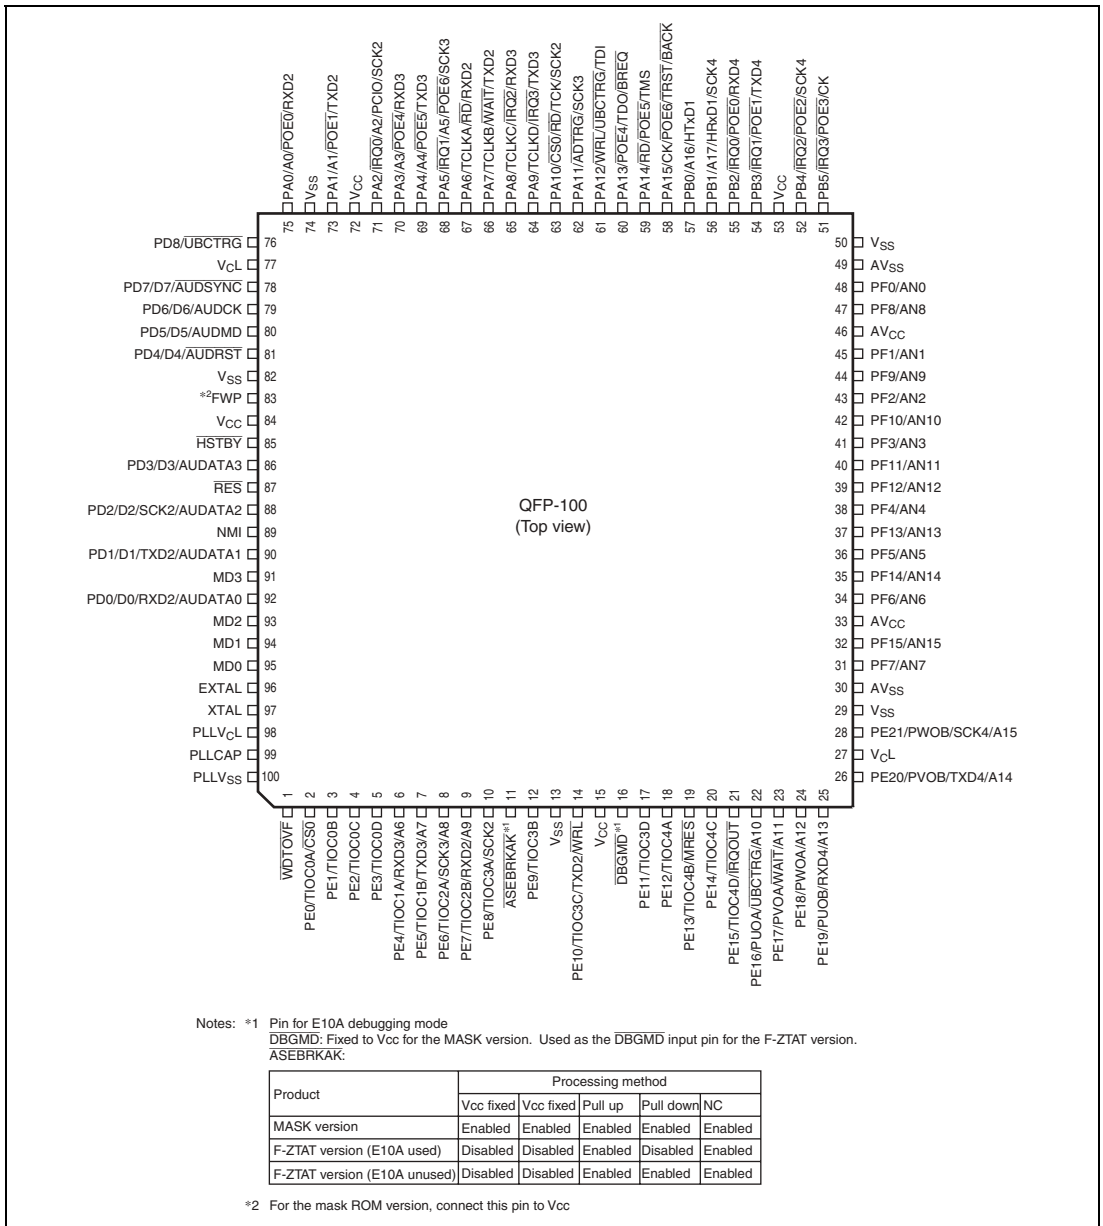 PA0/A0/POE0/RXD2
VSS
PA1/A1/POE1/TXD2
VCC
PA2/IRQ0/A2/PCIO/SCK2
PA3/A3/POE4/RXD3
PA4/A4/POE5/TXD3
PA5/IRQ1/A5/POE6/SCK3
PA6/TCLKA/RD/RXD2
PA7/TCLKB/WAIT/TXD2
PA8/TCLKC/IRQ2/RXD3
PA9/TCLKD/IRQ3/TXD3
PA10/CS0/RD/TCK/SCK2
PA11/ADTRG/SCK3
PA12/WRL/UBCTRG/TDI
PA13/POE4/TDO/BREQ
PA14/RD/POE5/TMS
PA15/CK/POE6/TRST/BACK
PB0/A16/HTxD1
PB1/A17/HRxD1/SCK4
PB2/IRQ0/POE0/RXD4
PB3/IRQ1/POE1/TXD4
VCC
PB4/IRQ2/POE2/SCK4
PB5/IRQ3/POE3/CK
75 74 73 72 71 70 69 68 67 66 65 64 63 62 61 60 59 58 57 56 55 54 53 52 51
PD8/UBCTRG 76
VCL 77
PD7/D7/AUDSYNC 78
PD6/D6/AUDCK 79
PD5/D5/AUDMD 80
PD4/D4/AUDRST 81
VSS 82
*2FWP 83
VCC 84
HSTBY 85
PD3/D3/AUDATA3 86
RES 87
PD2/D2/SCK2/AUDATA2 88
NMI 89
PD1/D1/TXD2/AUDATA1 90
MD3 91
PD0/D0/RXD2/AUDATA0 92
MD2 93
MD1 94
MD0 95
EXTAL 96
XTAL 97
PLLVCL 98
PLLCAP 99
PLLVSS 100
QFP-100
(Top view)
50 VSS
49 AVSS
48 PF0/AN0
47 PF8/AN8
46 AVCC
45 PF1/AN1
44 PF9/AN9
43 PF2/AN2
42 PF10/AN10
41 PF3/AN3
40 PF11/AN11
39 PF12/AN12
38 PF4/AN4
37 PF13/AN13
36 PF5/AN5
35 PF14/AN14
34 PF6/AN6
33 AVCC
32 PF15/AN15
31 PF7/AN7
30 AVSS
29 VSS
28 PE21/PWOB/SCK4/A15
27 VCL
26 PE20/PVOB/TXD4/A14
1 2 3 4 5 6 7 8 9 10 11 12 13 14 15 16 17 18 19 20 21 22 23 24 25
WDTOVF
PE0/TIOC0A/CS0
PE1/TIOC0B
PE2/TIOC0C
PE3/TIOC0D
PE4/TIOC1A/RXD3/A6
PE5/TIOC1B/TXD3/A7
PE6/TIOC2A/SCK3/A8
PE7/TIOC2B/RXD2/A9
PE8/TIOC3A/SCK2
ASEBRKAK*1
PE9/TIOC3B
VSS
PE10/TIOC3C/TXD2/WRL
VCC
DBGMD*1
PE11/TIOC3D
PE12/TIOC4A
PE13/TIOC4B/MRES
PE14/TIOC4C
PE15/TIOC4D/IRQOUT
PE16/PUOA/UBCTRG/A10
PE17/PVOA/WAIT/A11
PE18/PWOA/A12
PE19/PUOB/RXD4/A13
Notes: *1 Pin for E10A debugging mode
DBGMD: Fixed to Vcc for the MASK version. Used as the DBGMD input pin for the F-ZTAT version.
ASEBRKAK:
Product Processing method
Vcc fixed Vcc fixed Pull up Pull down NC
MASK version Enabled Enabled Enabled Enabled Enabled
F-ZTAT version (E10A used) Disabled Disabled Enabled Disabled Enabled
F-ZTAT version (E10A unused) Disabled Disabled Enabled Enabled Enabled
*2 For the mask ROM version, connect this pin to Vcc